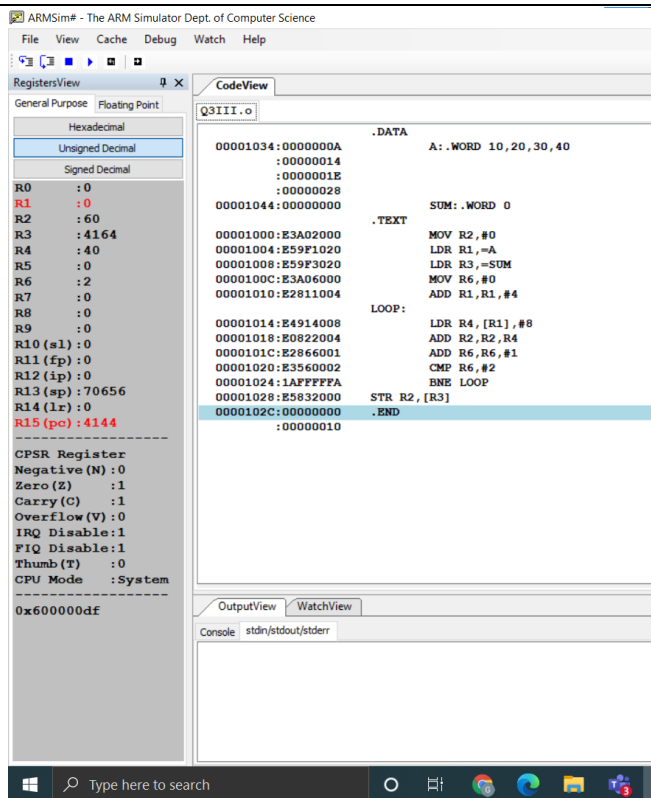 ARMSim# - The ARM Simulator Dept. of Computer Science
File View Cache Debug Watch Help
RegistersView
General Purpose Floating Point
Hexadecimal
Unsigned Decimal
Signed Decimal
R0 :0
R1 :0
R2 :60
R3 :4164
R4 :40
R5 :0
R6 :2
R7 :0
R8 :0
R9 :0
R10(sl):0
R11(fp):0
R12(ip):0
R13(sp):70656
R14(lr):0
R15(pc):4144
------------------
CPSR Register
Negative(N):0
Zero(Z) :1
Carry(C) :1
Overflow(V):0
IRQ Disable:1
FIQ Disable:1
Thumb(T) :0
CPU Mode :System
------------------
0x600000df
CodeView
Q3III.o
.DATA
00001034:0000000A A:.WORD 10,20,30,40
:00000014
:0000001E
:00000028
00001044:00000000 SUM:.WORD 0
.TEXT
00001000:E3A02000 MOV R2,#0
00001004:E59F1020 LDR R1,=A
00001008:E59F3020 LDR R3,=SUM
0000100C:E3A06000 MOV R6,#0
00001010:E2811004 ADD R1,R1,#4
LOOP:
00001014:E4914008 LDR R4,[R1],#8
00001018:E0822004 ADD R2,R2,R4
0000101C:E2866001 ADD R6,R6,#1
00001020:E3560002 CMP R6,#2
00001024:1AFFFFFA BNE LOOP
00001028:E5832000 STR R2,[R3]
0000102C:00000000 .END
:00000010
OutputView WatchView
Console stdin/stdout/stderr
Type here to search
3